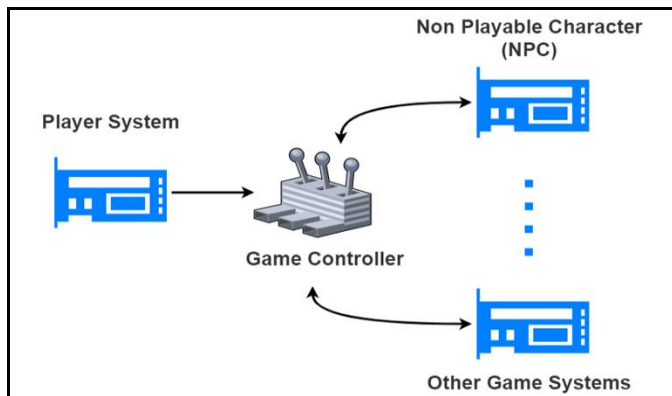 Non Playable Character
(NPC)
Player System
Game Controller
Other Game Systems